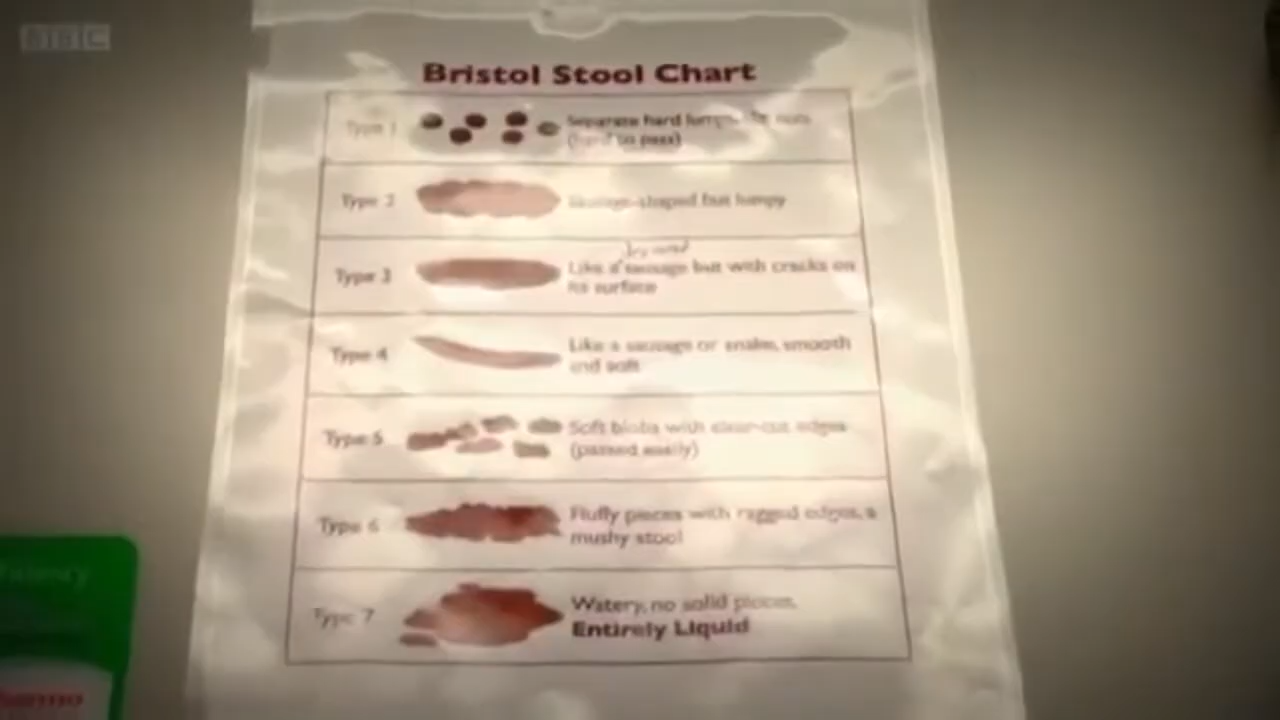 BBC
Bristol Stool Chart
Type 1
Separate hard lumps, nuts
(hard to pass)
Type 2
Sausage-shaped but lumpy
Type 3
Like a sausage but with cracks on
its surface
Type 4
Like a sausage or snake, smooth
and soft
Type 5
Soft blobs with clear-cut edges
(passed easily)
Type 6
Fluffy pieces with ragged edges, a
mushy stool
Type 7
Watery, no solid pieces,
Entirely Liquid